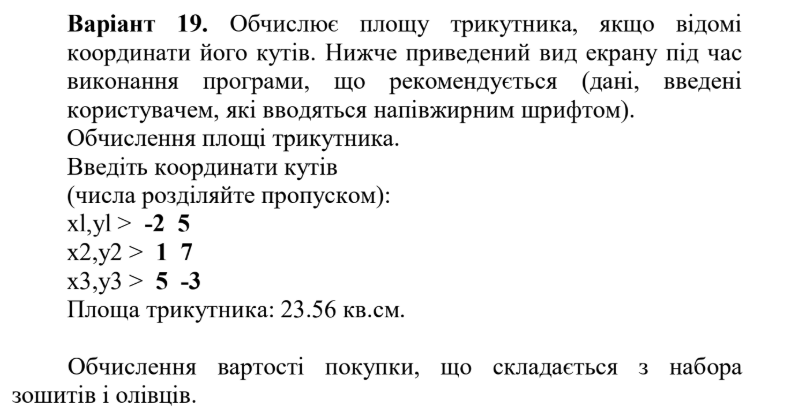 Варіант 19. Обчислює площу трикутника, якщо відомі
координати його кутів. Нижче приведений вид екрану під час
виконання програми, що рекомендується (дані, введені
користувачем, які вводяться напівжирним шрифтом).
Обчислення площі трикутника.
Введіть координати кутів
(числа розділяйте пропуском):
xl,yl > -2 5
x2,y2 > 1 7
x3,y3 > 5 -3
Площа трикутника: 23.56 кв.см.
Обчислення вартості покупки, що складається з набора
зошитів і олівців.